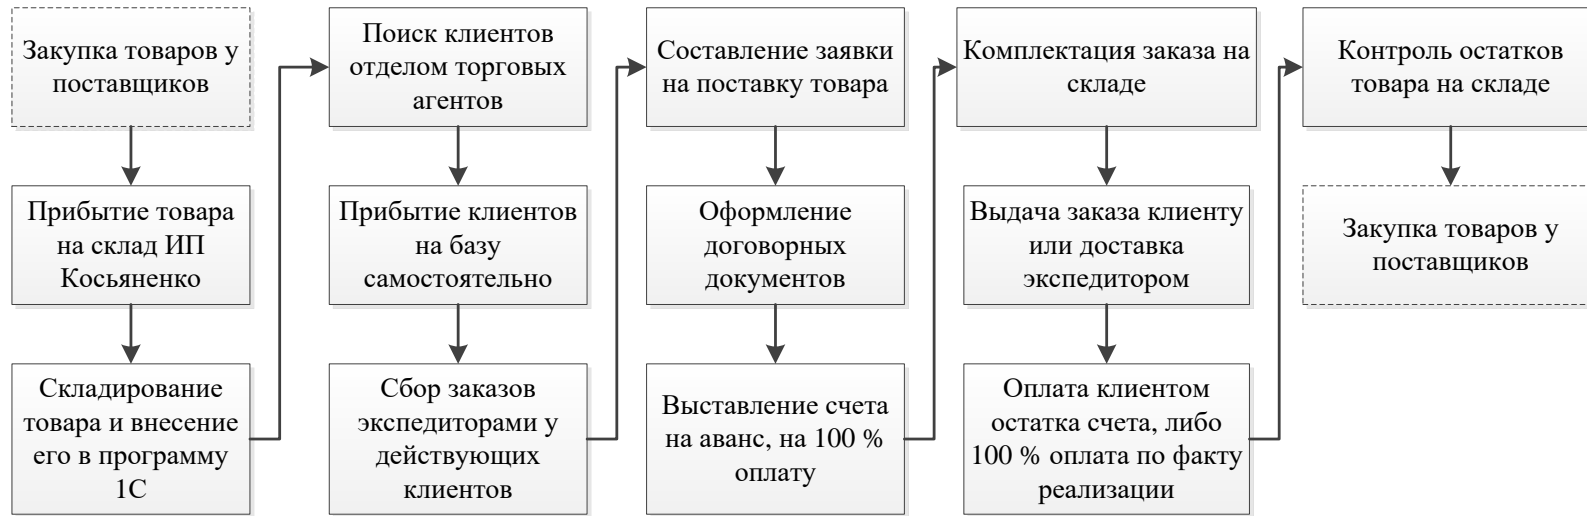 Закупка товаров у
поставщиков
Прибытие товара
на склад ИП
Косьяненко
Складирование
товара и внесение
его в программу
1С
Поиск клиентов
отделом торговых
агентов
Прибытие клиентов
на базу
самостоятельно
Сбор заказов
экспедиторами у
действующих
клиентов
Составление заявки
на поставку товара
Оформление
договорных
документов
Выставление счета
на аванс, на 100 %
оплату
Комплектация заказа на
складе
Выдача заказа клиенту
или доставка
экспедитором
Оплата клиентом
остатка счета, либо
100 % оплата по факту
реализации
Контроль остатков
товара на складе
Закупка товаров у
поставщиков